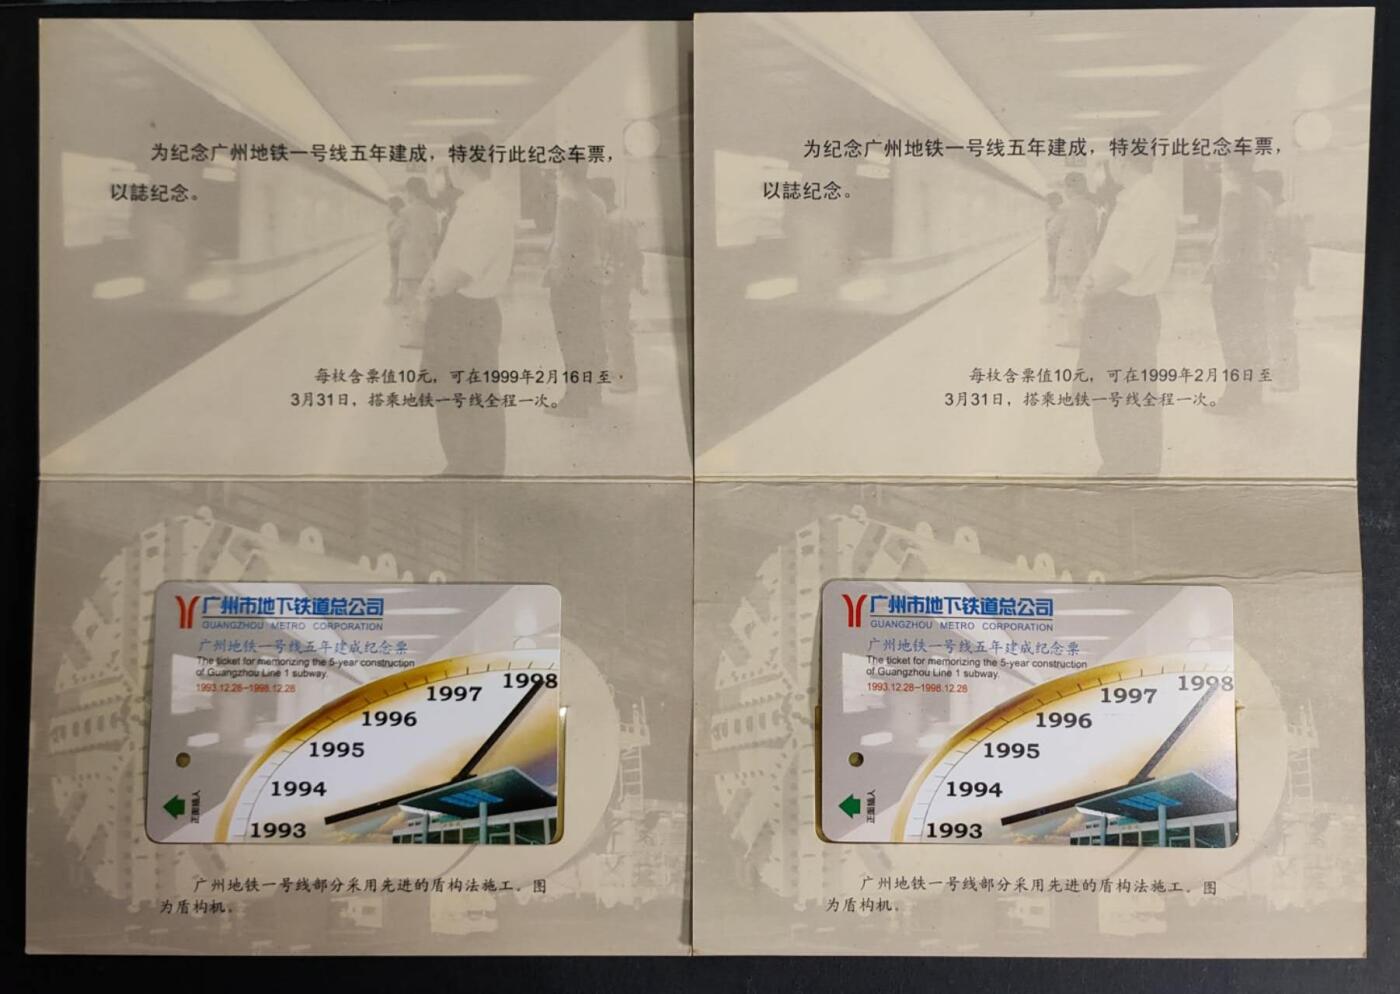 为纪念广州地铁一号线五年建成，特发行此纪念车票，
以誌纪念。
每枚含票值10元，可在1999年2月16日至
3月31日，搭乘地铁一号线全程一次。
广州市地下铁道总公司
GUANGZHOU METRO CORPORATION
广州地铁一号线五年建成纪念票
The ticket for memorizing the 5-year construction
of Guangzhou Line 1 subway.
1993.12.28-1998.12.28
1998
1997
1996
1995
1994
1993
正面插入
广州地铁一号线部分采用先进的盾构法施工。图
为盾构机。
为纪念广州地铁一号线五年建成，特发行此纪念车票，
以誌纪念。
每枚含票值10元，可在1999年2月16日至
3月31日，搭乘地铁一号线全程一次。
广州市地下铁道总公司
GUANGZHOU METRO CORPORATION
广州地铁一号线五年建成纪念票
The ticket for memorizing the 5-year construction
of Guangzhou Line 1 subway.
1993.12.28-1998.12.28
1998
1997
1996
1995
1994
1993
正面插入
广州地铁一号线部分采用先进的盾构法施工。图
为盾构机。